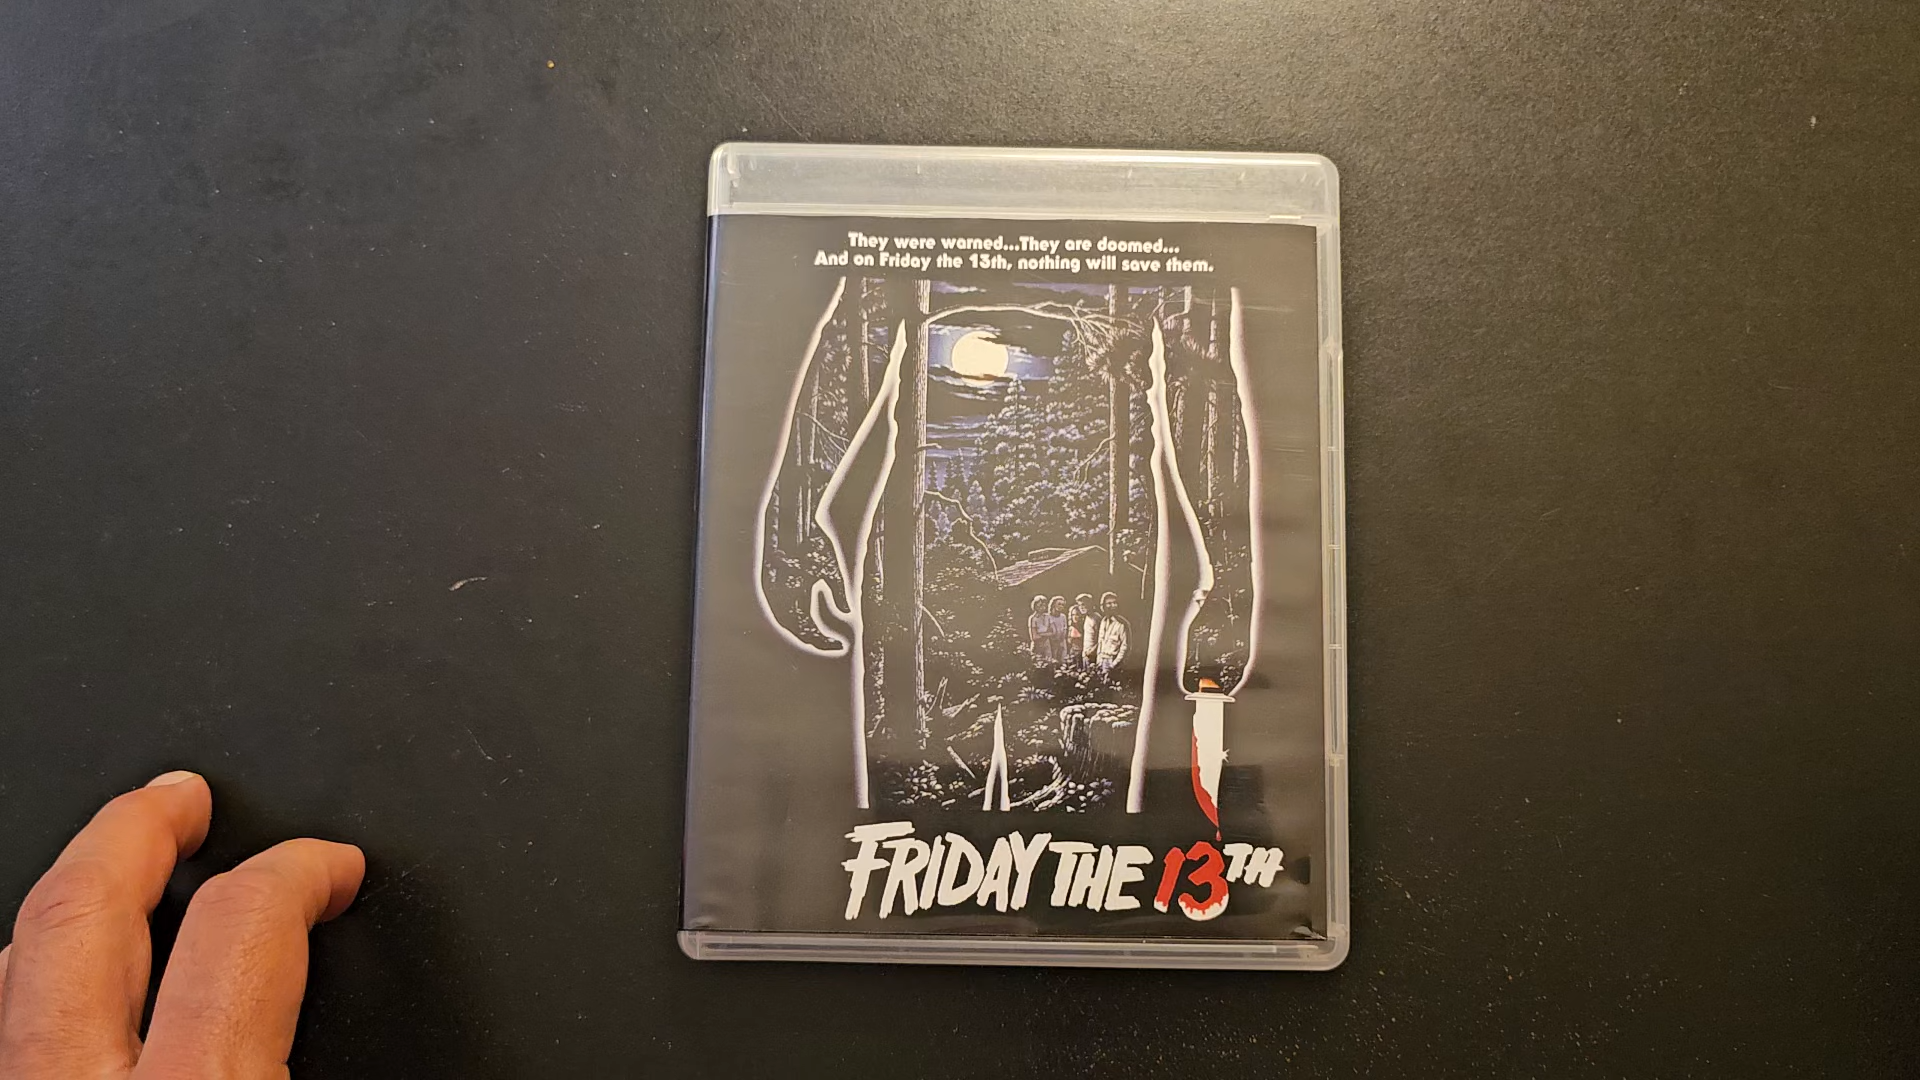 They were warned...They are doomed...
And on Friday the 13th, nothing will save them.
FRIDAY THE 13TH